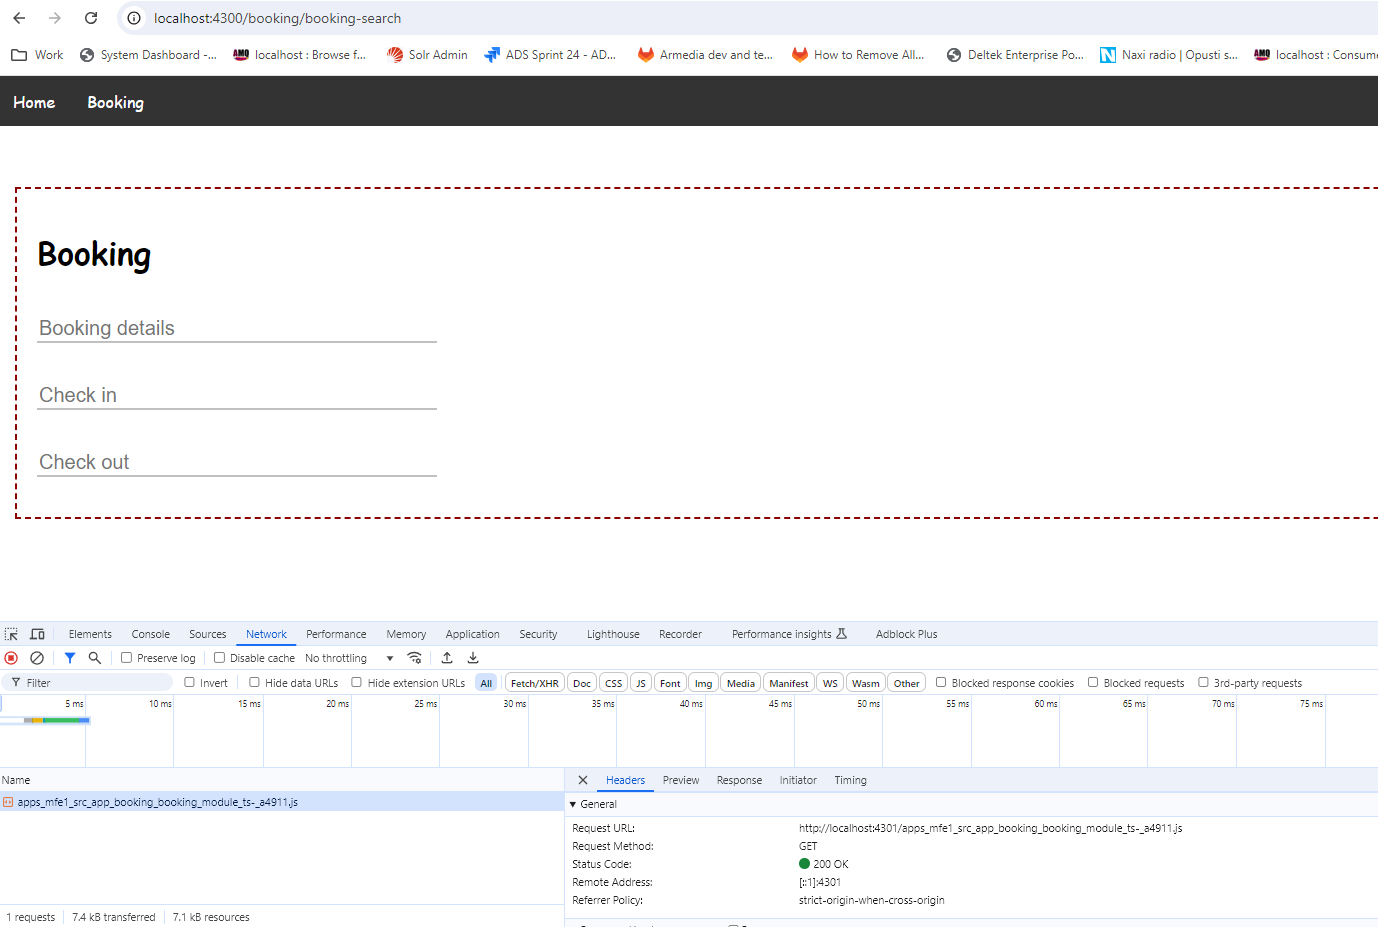 localhost:4300/booking/booking-search
Work System Dashboard -... AMQ localhost : Browse f... Solr Admin ADS Sprint 24 - AD... Armedia dev and te... How to Remove All... Deltek Enterprise Po... N Naxi radio | Opusti s... AMQ localhost : Consume
Home Booking
Booking
Booking details
Check in
Check out
Elements Console Sources Network Performance Memory Application Security Lighthouse Recorder Performance insights Adblock Plus
Preserve log Disable cache No throttling
Filter Invert Hide data URLs Hide extension URLs All Fetch/XHR Doc CSS JS Font Img Media Manifest WS Wasm Other Blocked response cookies Blocked requests 3rd-party requests
5 ms 10 ms 15 ms 20 ms 25 ms 30 ms 35 ms 40 ms 45 ms 50 ms 55 ms 60 ms 65 ms 70 ms 75 ms
Name
apps_mfe1_src_app_booking_booking_module_ts-_a4911.js
Headers Preview Response Initiator Timing
General
Request URL: http://localhost:4301/apps_mfe1_src_app_booking_booking_module_ts-_a4911.js
Request Method: GET
Status Code: 200 OK
Remote Address: [::1]:4301
Referrer Policy: strict-origin-when-cross-origin
1 requests 7.4 kB transferred 7.1 kB resources